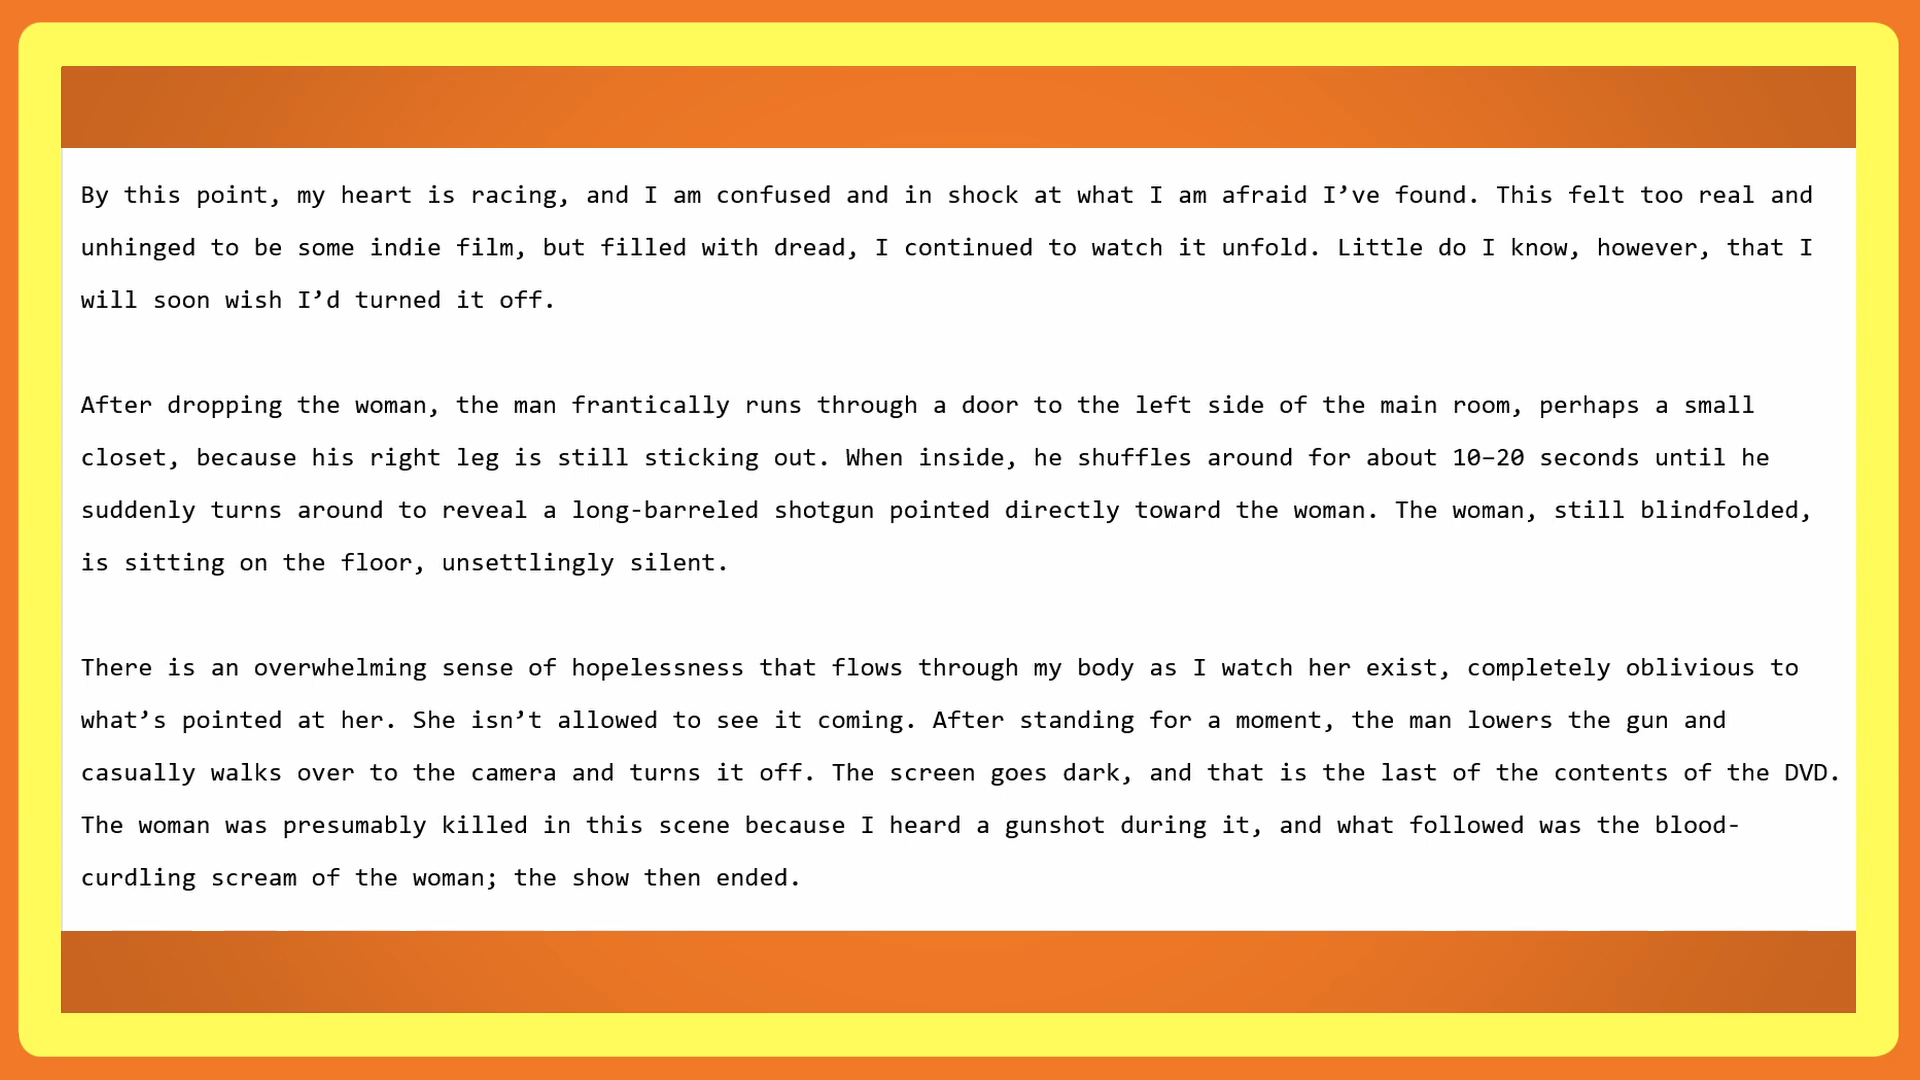 By this point, my heart is racing, and I am confused and in shock at what I am afraid I’ve found. This felt too real and
unhinged to be some indie film, but filled with dread, I continued to watch it unfold. Little do I know, however, that I
will soon wish I’d turned it off.
After dropping the woman, the man frantically runs through a door to the left side of the main room, perhaps a small
closet, because his right leg is still sticking out. When inside, he shuffles around for about 10–20 seconds until he
suddenly turns around to reveal a long-barreled shotgun pointed directly toward the woman. The woman, still blindfolded,
is sitting on the floor, unsettlingly silent.
There is an overwhelming sense of hopelessness that flows through my body as I watch her exist, completely oblivious to
what’s pointed at her. She isn’t allowed to see it coming. After standing for a moment, the man lowers the gun and
casually walks over to the camera and turns it off. The screen goes dark, and that is the last of the contents of the DVD.
The woman was presumably killed in this scene because I heard a gunshot during it, and what followed was the blood-
curdling scream of the woman; the show then ended.